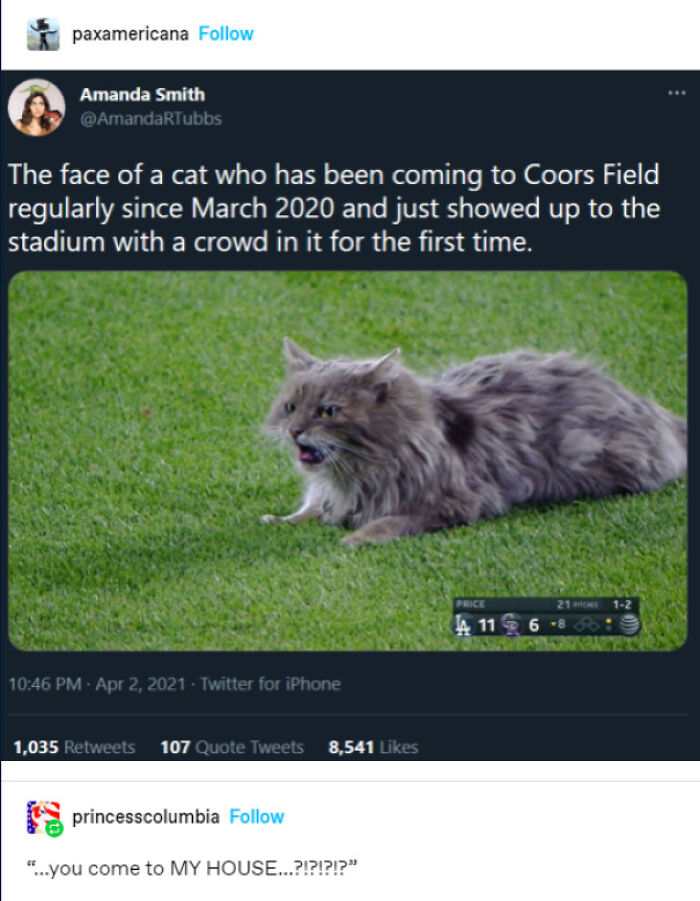 paxamericana Follow
Amanda Smith
@AmandaRTubbs
The face of a cat who has been coming to Coors Field
regularly since March 2020 and just showed up to the
stadium with a crowd in it for the first time.
PRICE 21 PITCHES 1-2
LA 11 CR 6 8
10:46 PM · Apr 2, 2021 · Twitter for iPhone
1,035 Retweets 107 Quote Tweets 8,541 Likes
princesscolumbia Follow
“...you come to MY HOUSE...?!?!?!?”